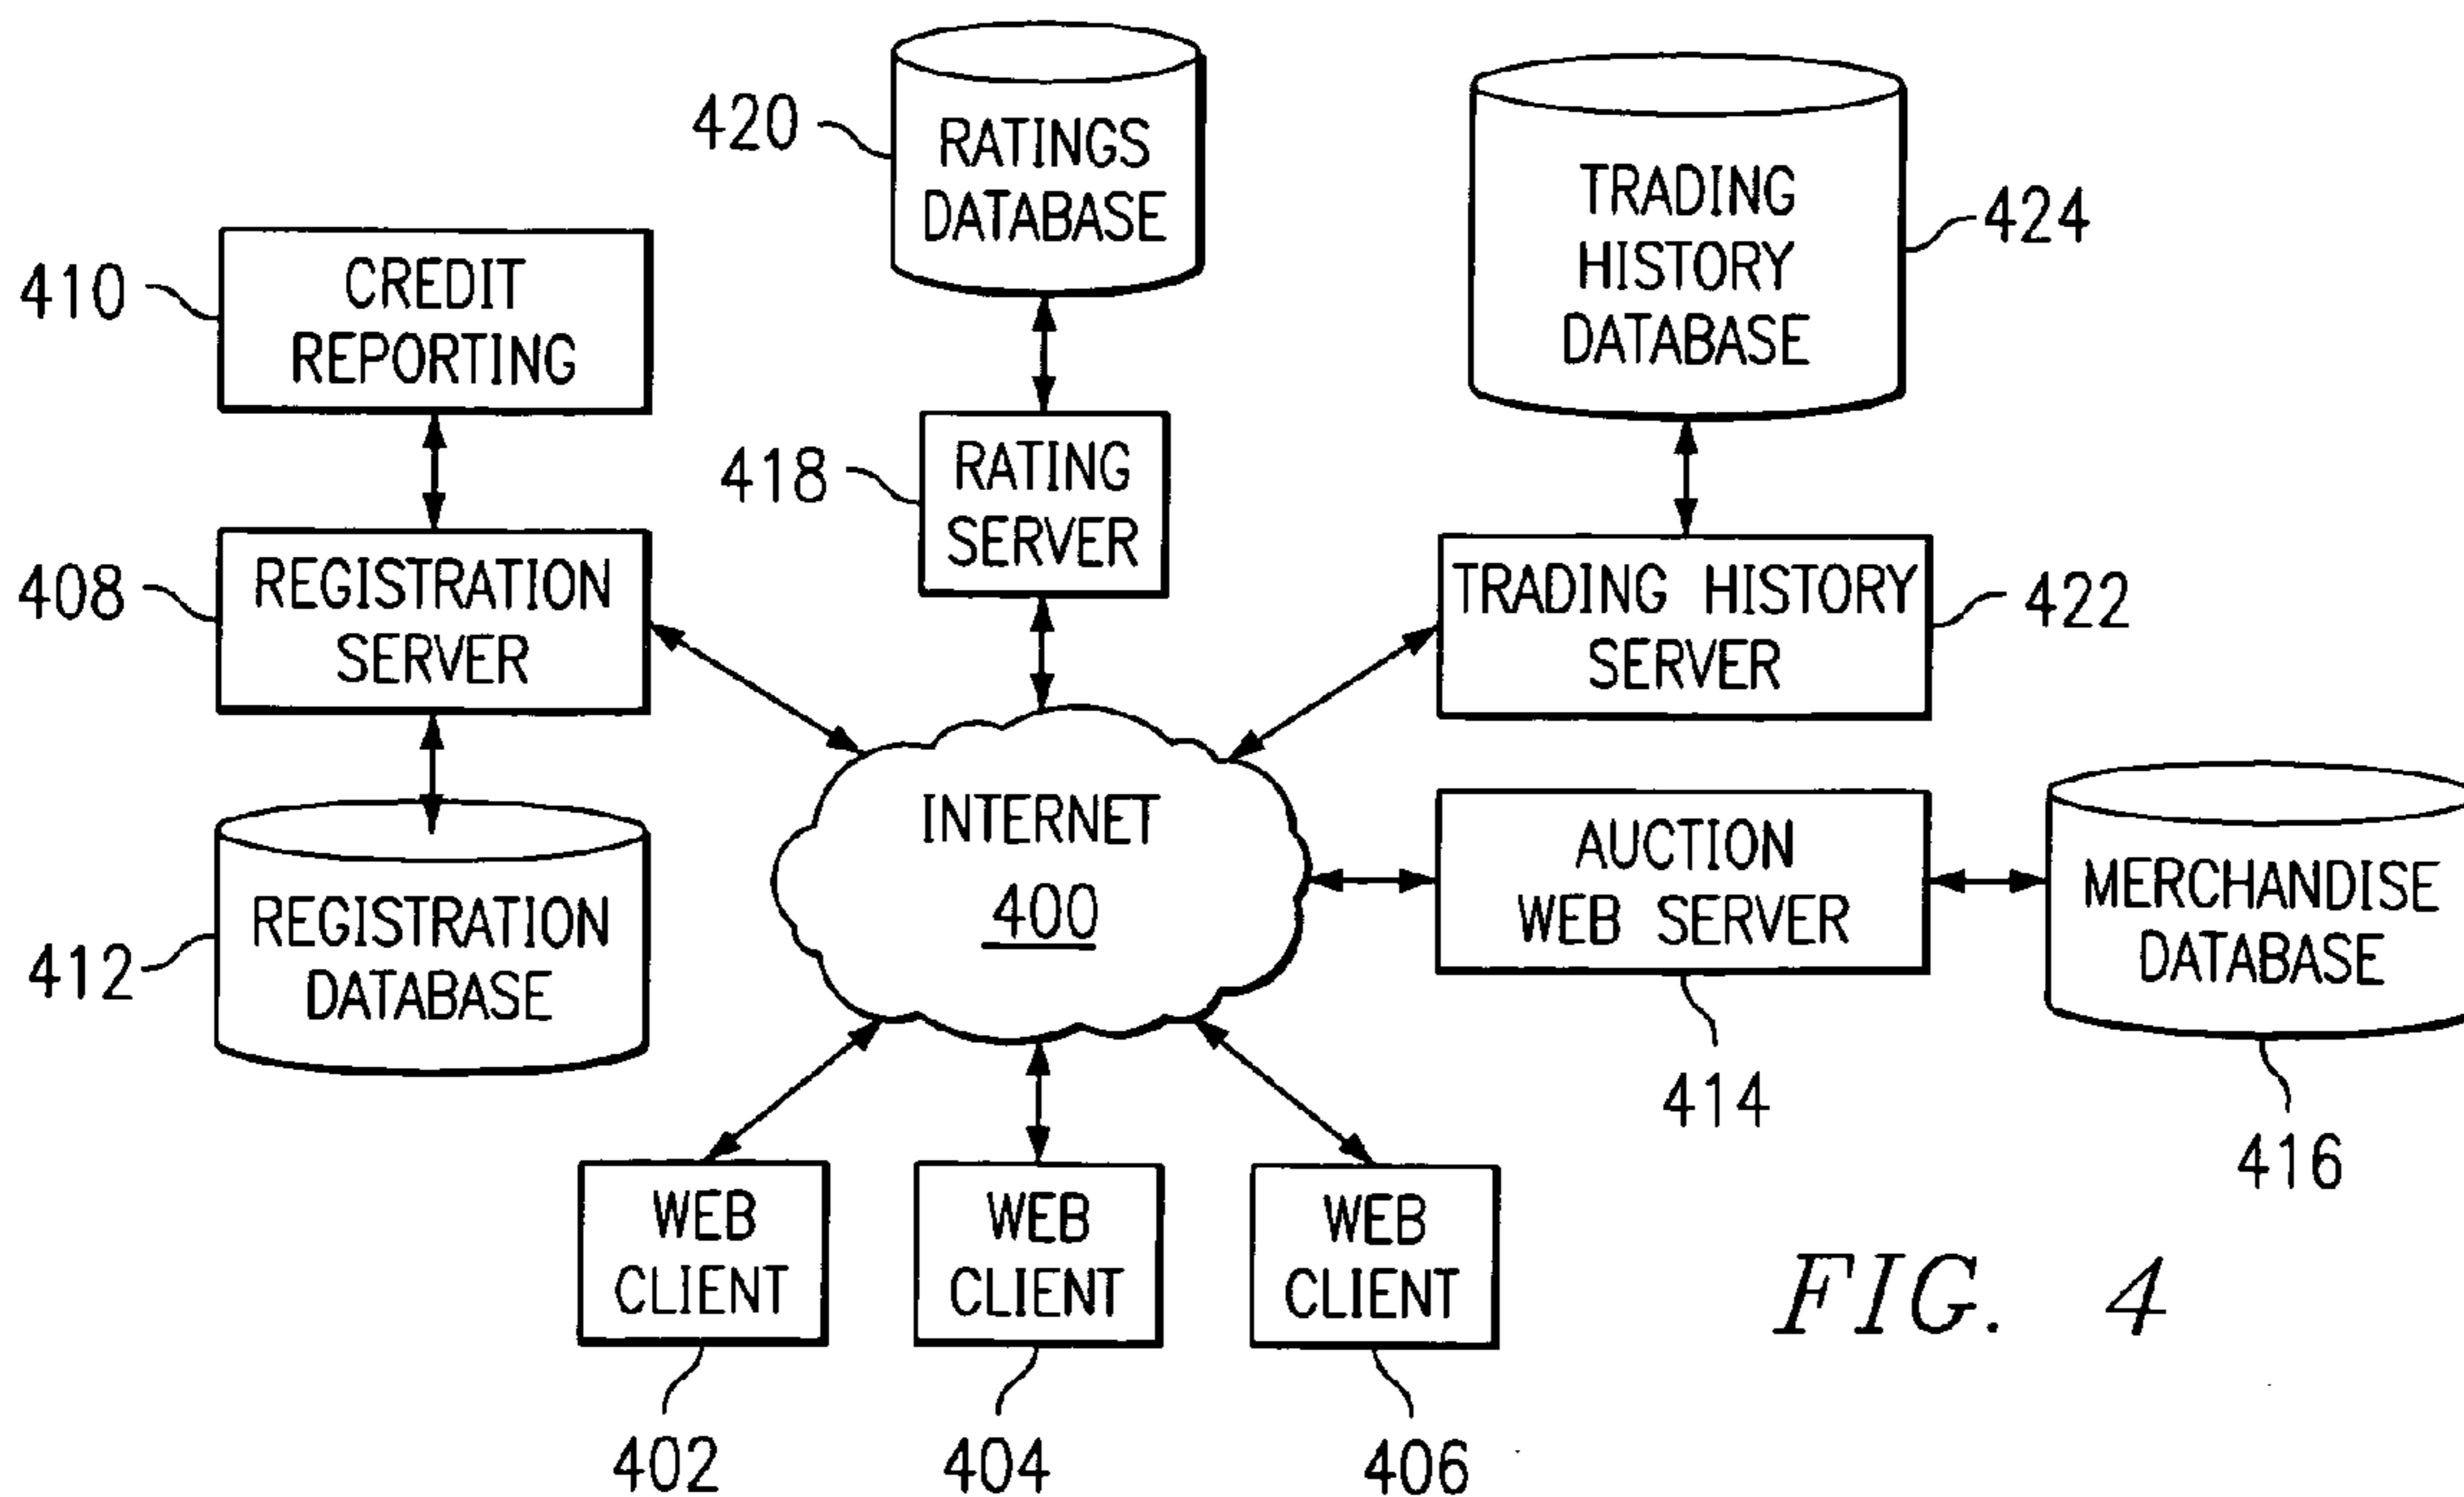 420
RATINGS
DATABASE
TRADING
HISTORY
DATABASE
424
410
CREDIT
REPORTING
418
RATING
SERVER
408
REGISTRATION
SERVER
TRADING HISTORY
SERVER
422
INTERNET
400
AUCTION
WEB SERVER
414
MERCHANDISE
DATABASE
416
412
REGISTRATION
DATABASE
WEB
CLIENT
402
WEB
CLIENT
404
WEB
CLIENT
406
FIG. 4